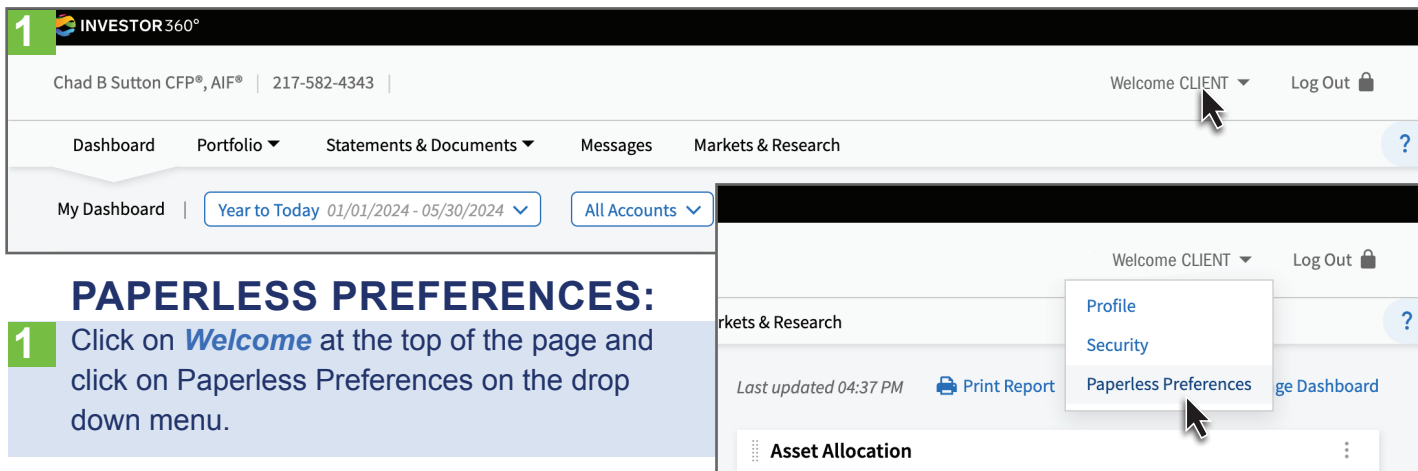 1
INVESTOR360°
Chad B Sutton CFP®, AIF® | 217-582-4343 |
Welcome CLIENT
Log Out
Dashboard Portfolio Statements & Documents Messages Markets & Research ?
My Dashboard | Year to Today 01/01/2024 - 05/30/2024 All Accounts
PAPERLESS PREFERENCES:
1
Click on Welcome at the top of the page and
click on Paperless Preferences on the drop
down menu.
Welcome CLIENT
Log Out
Profile
rkets & Research ?
Security
Last updated 04:37 PM Print Report Paperless Preferences ge Dashboard
Asset Allocation